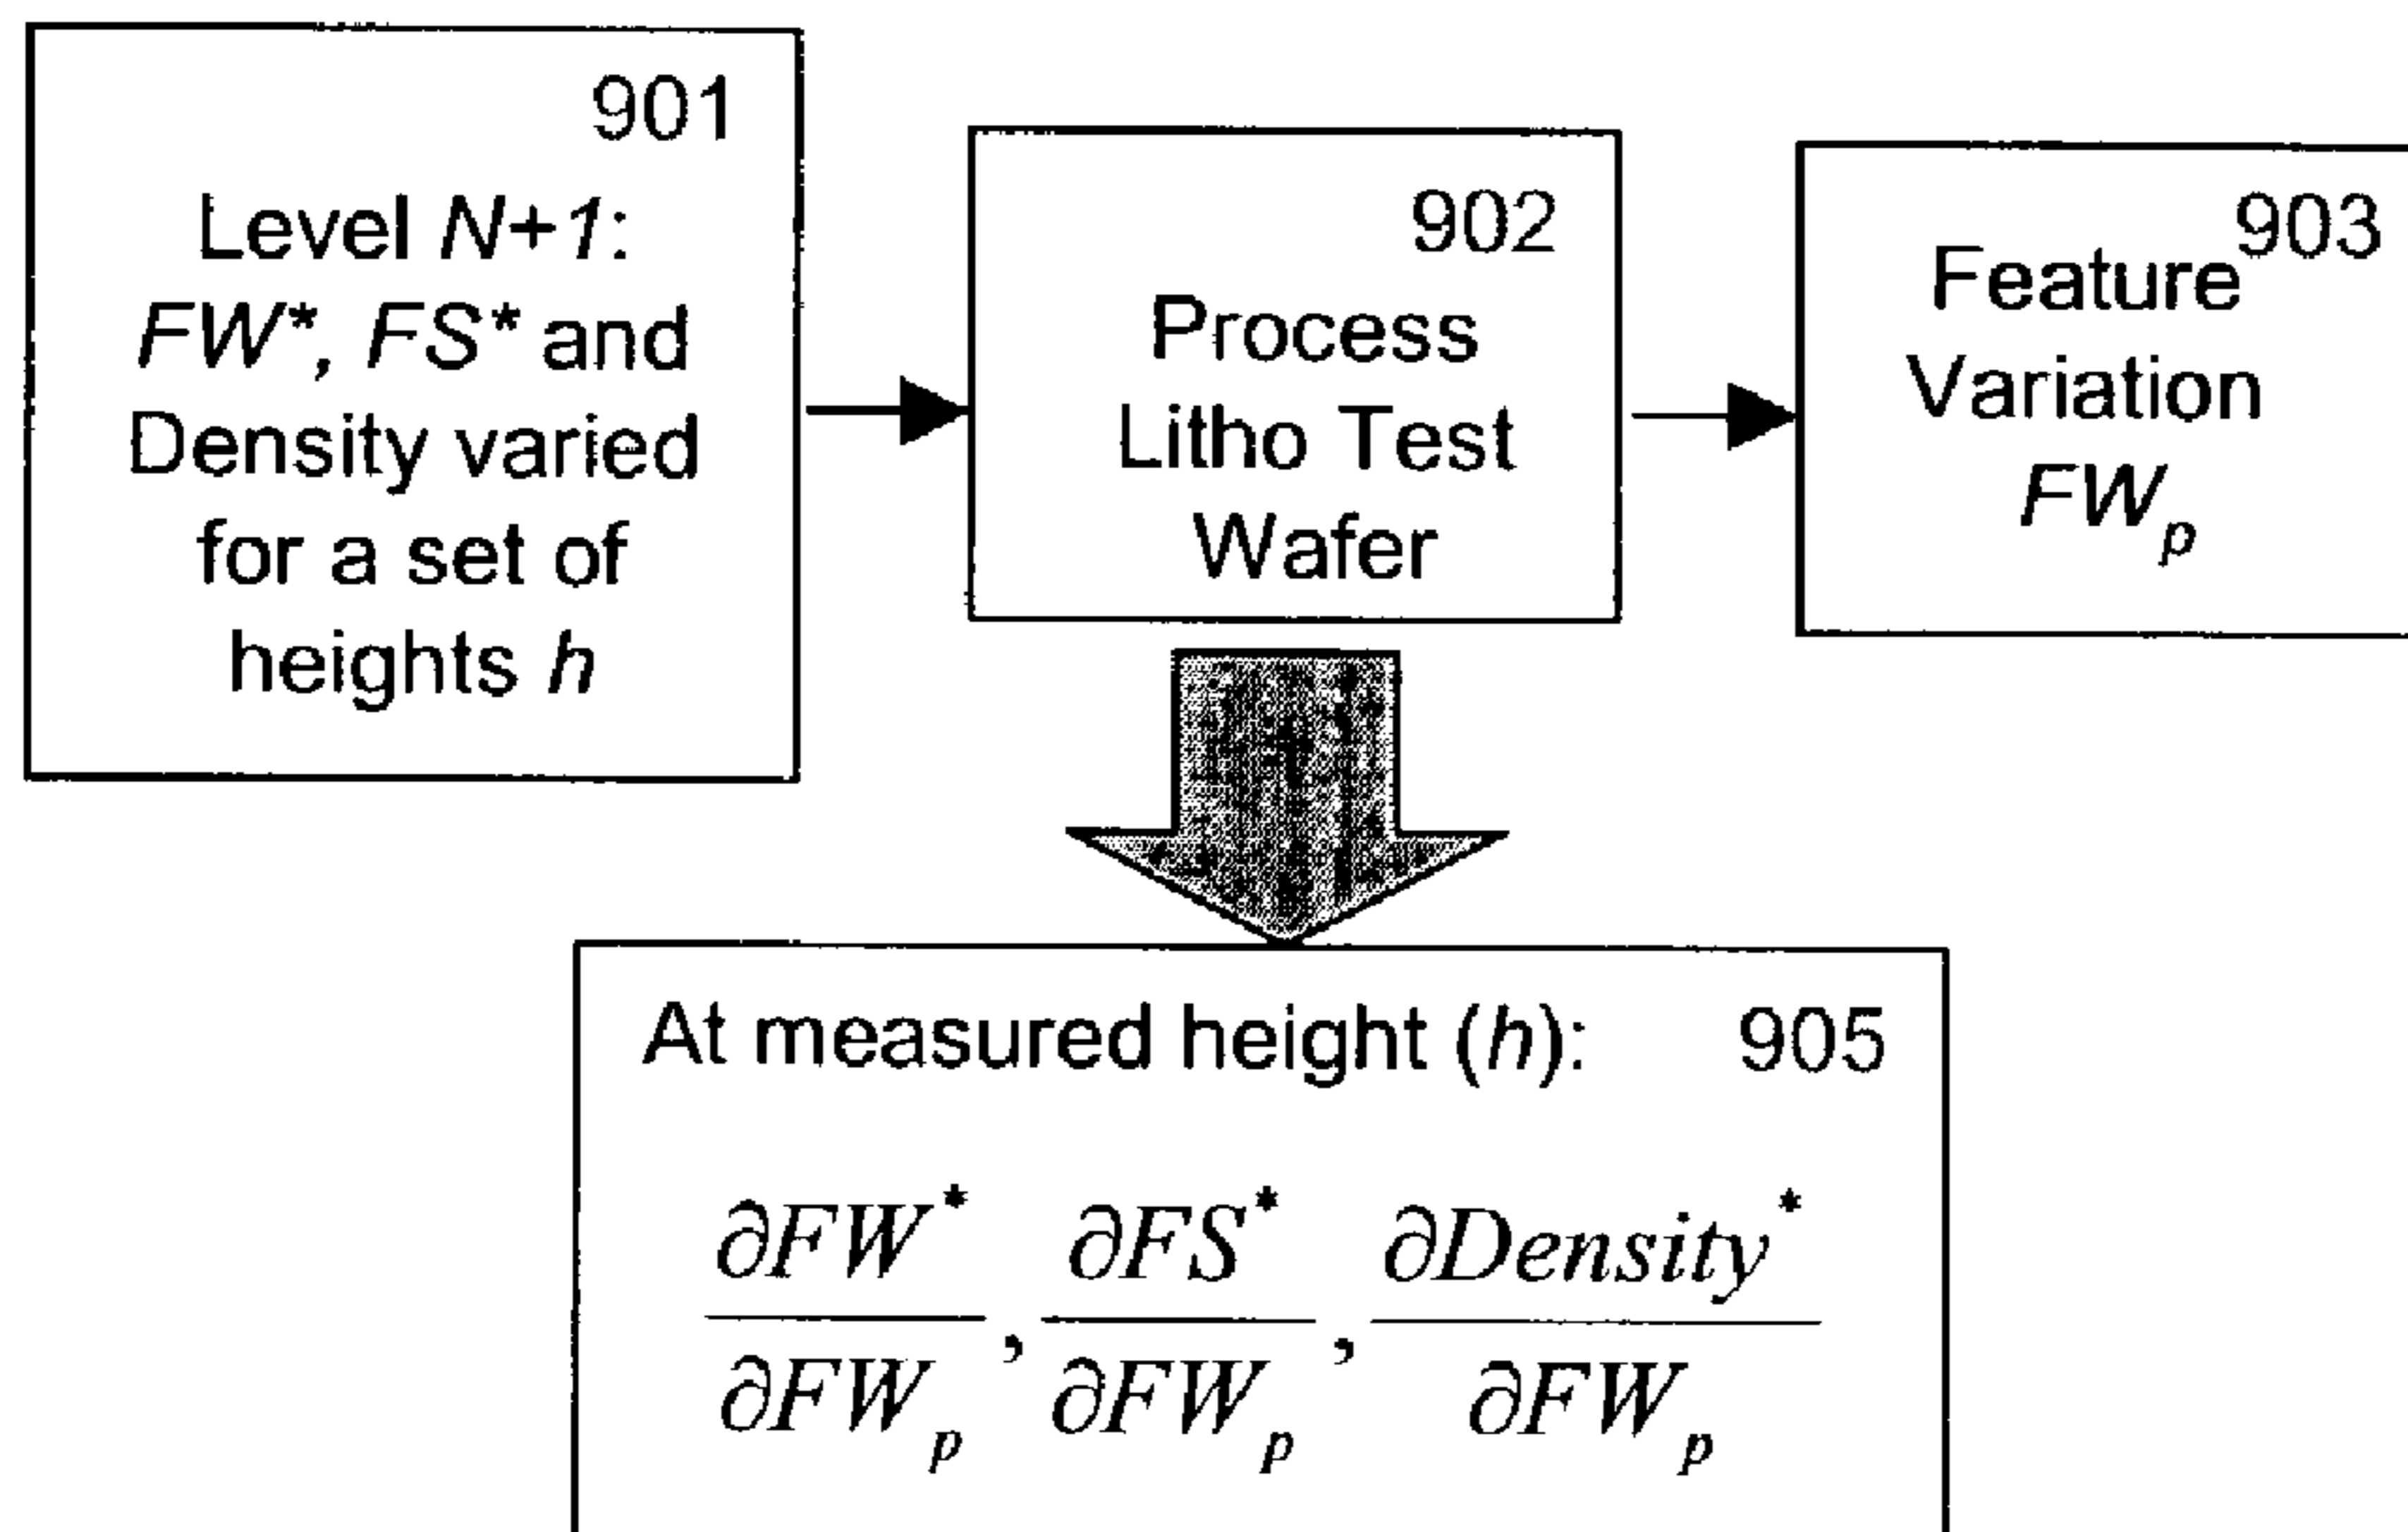 901
Level N+1:
FW*, FS* and
Density varied
for a set of
heights h
902
Process
Litho Test
Wafer
903
Feature
Variation
FW_p
At measured height (h): 905
∂FW* / ∂FW_p , ∂FS* / ∂FW_p , ∂Density* / ∂FW_p